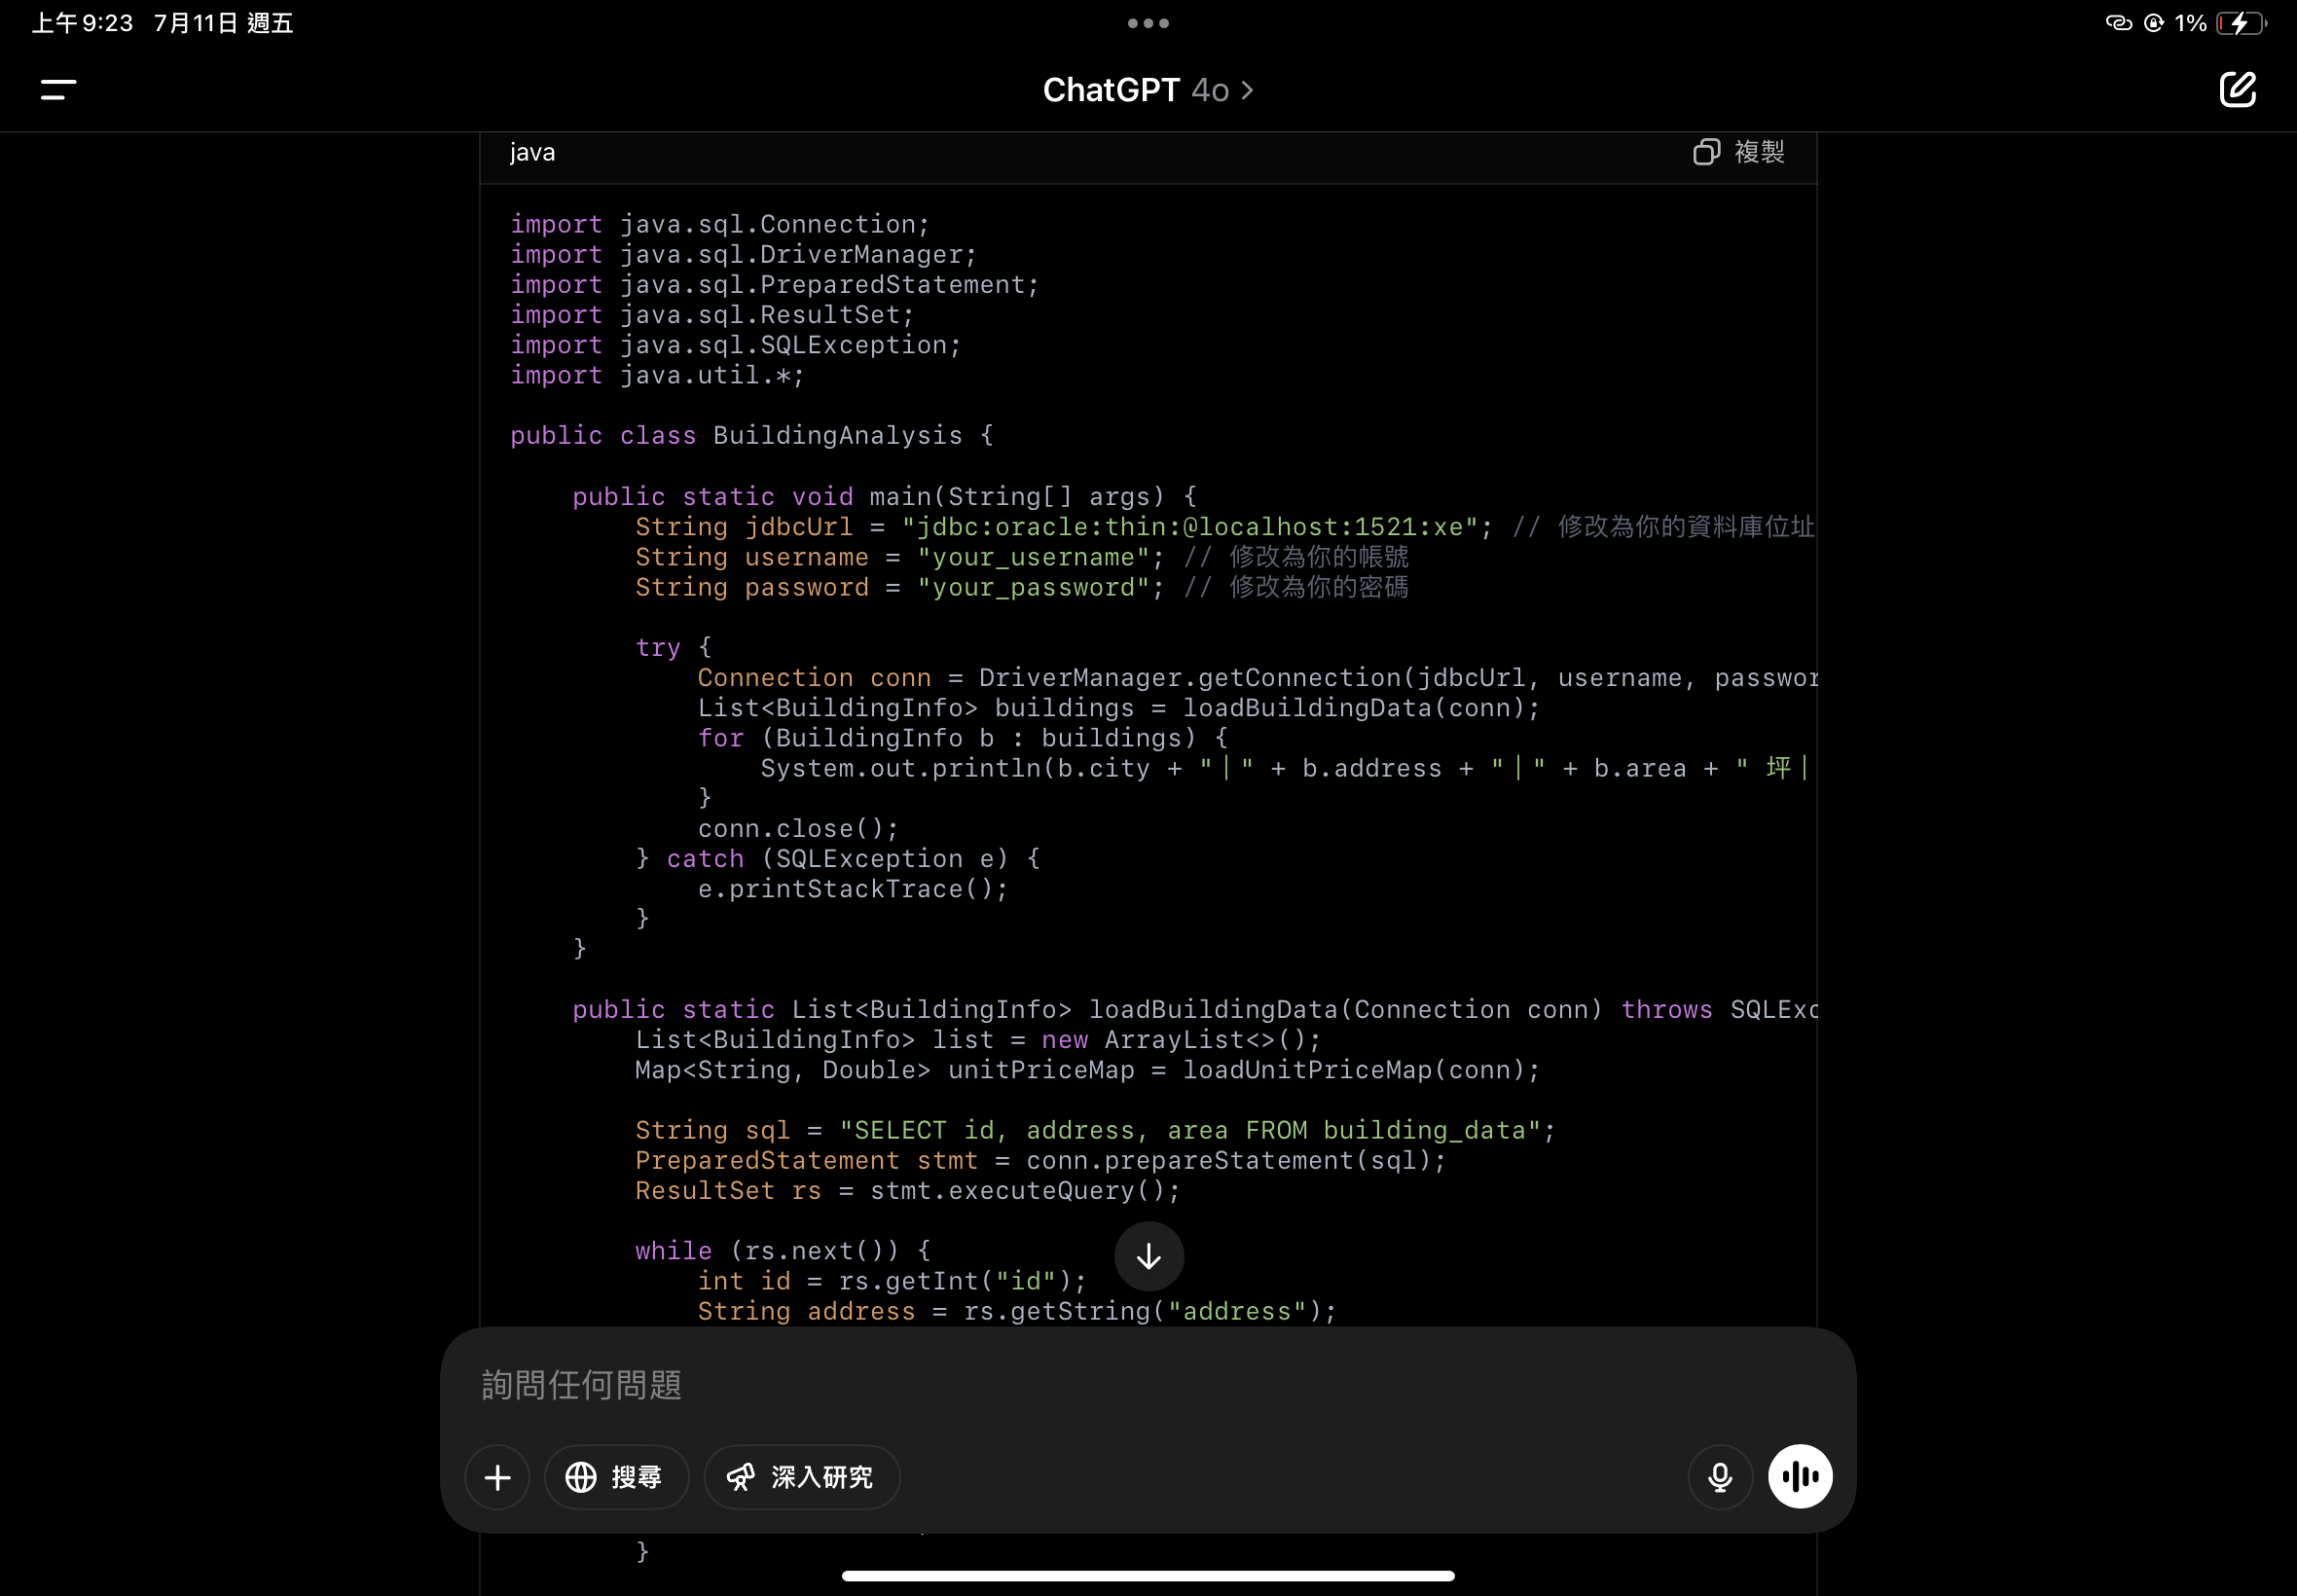 上午9:23 7月11日 週五
1%
ChatGPT 4o
java
複製
import java.sql.Connection;
import java.sql.DriverManager;
import java.sql.PreparedStatement;
import java.sql.ResultSet;
import java.sql.SQLException;
import java.util.*;
public class BuildingAnalysis {
public static void main(String[] args) {
String jdbcUrl = "jdbc:oracle:thin:@localhost:1521:xe"; // 修改為你的資料庫位址
String username = "your_username"; // 修改為你的帳號
String password = "your_password"; // 修改為你的密碼
try {
Connection conn = DriverManager.getConnection(jdbcUrl, username, passwor
List<BuildingInfo> buildings = loadBuildingData(conn);
for (BuildingInfo b : buildings) {
System.out.println(b.city + "｜" + b.address + "｜" + b.area + " 坪｜
}
conn.close();
} catch (SQLException e) {
e.printStackTrace();
}
}
public static List<BuildingInfo> loadBuildingData(Connection conn) throws SQLExc
List<BuildingInfo> list = new ArrayList<>();
Map<String, Double> unitPriceMap = loadUnitPriceMap(conn);
String sql = "SELECT id, address, area FROM building_data";
PreparedStatement stmt = conn.prepareStatement(sql);
ResultSet rs = stmt.executeQuery();
while (rs.next()) {
int id = rs.getInt("id");
String address = rs.getString("address");
詢問任何問題
搜尋
深入研究
}